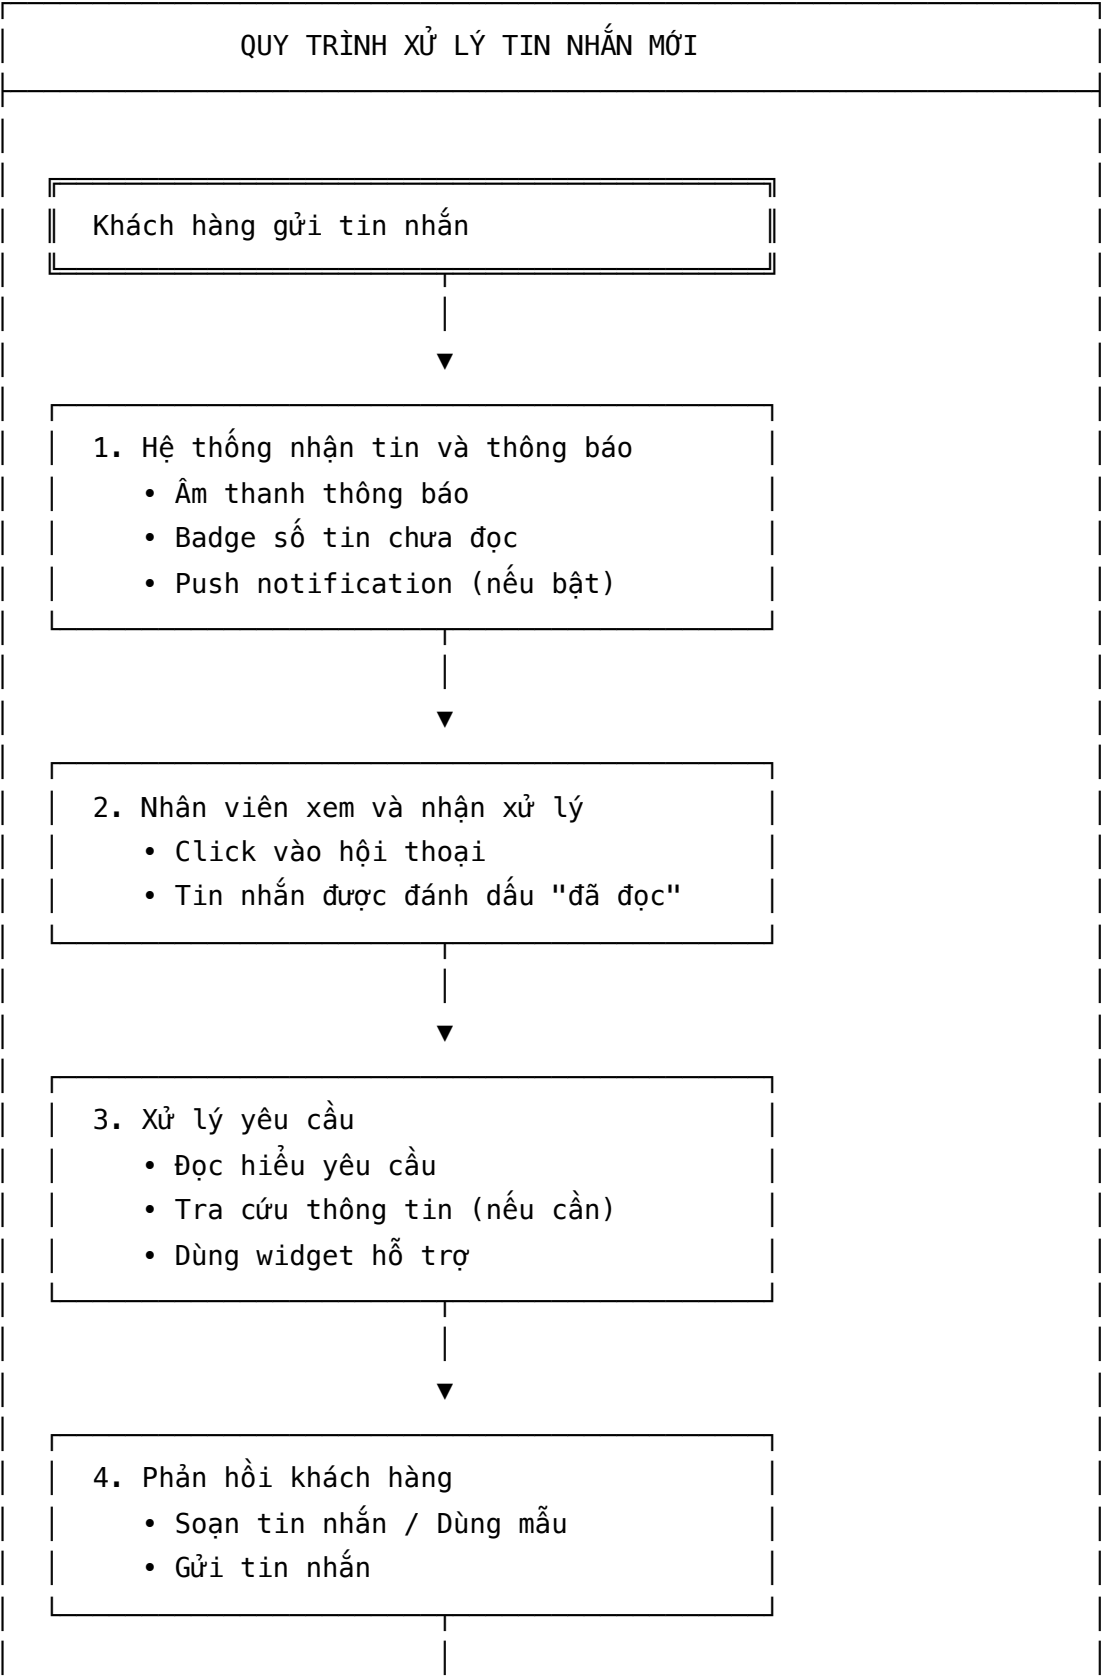 QUY TRÌNH XỬ LÝ TIN NHẮN MỚI
Khách hàng gửi tin nhắn
1. Hệ thống nhận tin và thông báo
• Âm thanh thông báo
• Badge số tin chưa đọc
• Push notification (nếu bật)
2. Nhân viên xem và nhận xử lý
• Click vào hội thoại
• Tin nhắn được đánh dấu "đã đọc"
3. Xử lý yêu cầu
• Đọc hiểu yêu cầu
• Tra cứu thông tin (nếu cần)
• Dùng widget hỗ trợ
4. Phản hồi khách hàng
• Soạn tin nhắn / Dùng mẫu
• Gửi tin nhắn